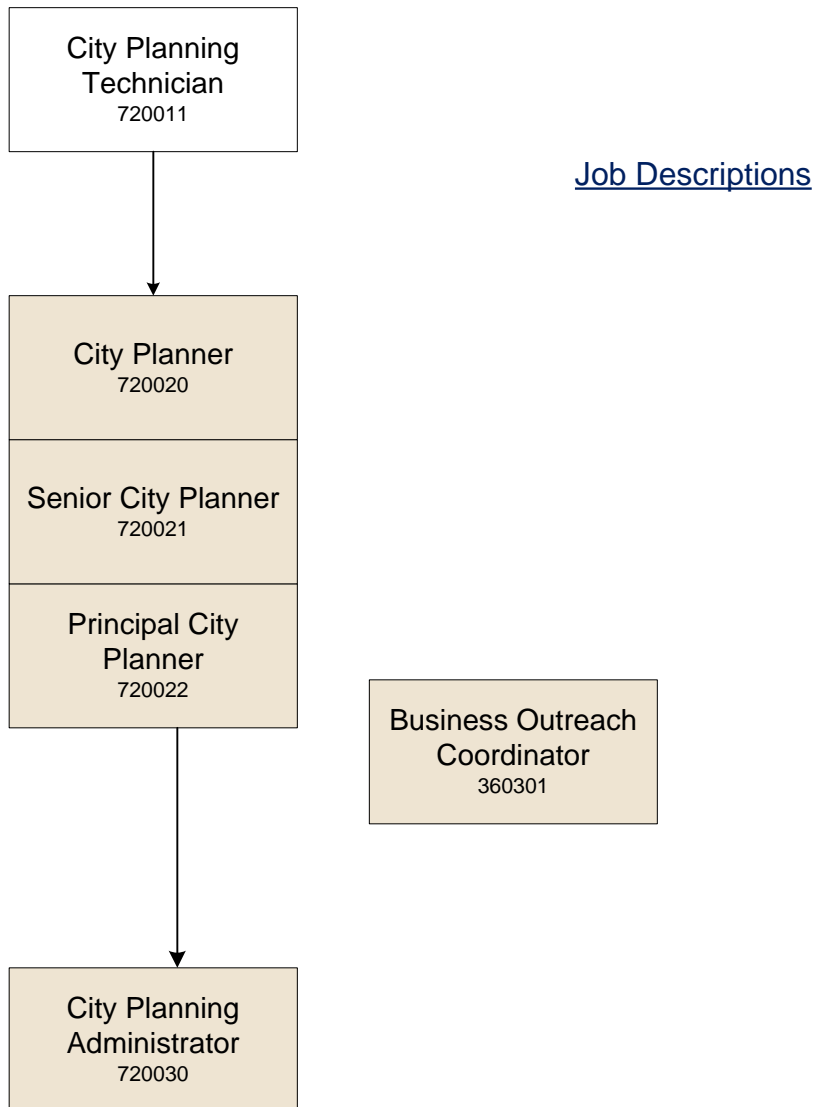 City Planning
Technician
720011
Job Descriptions
City Planner
720020
Senior City Planner
720021
Principal City
Planner
720022
Business Outreach
Coordinator
360301
City Planning
Administrator
720030